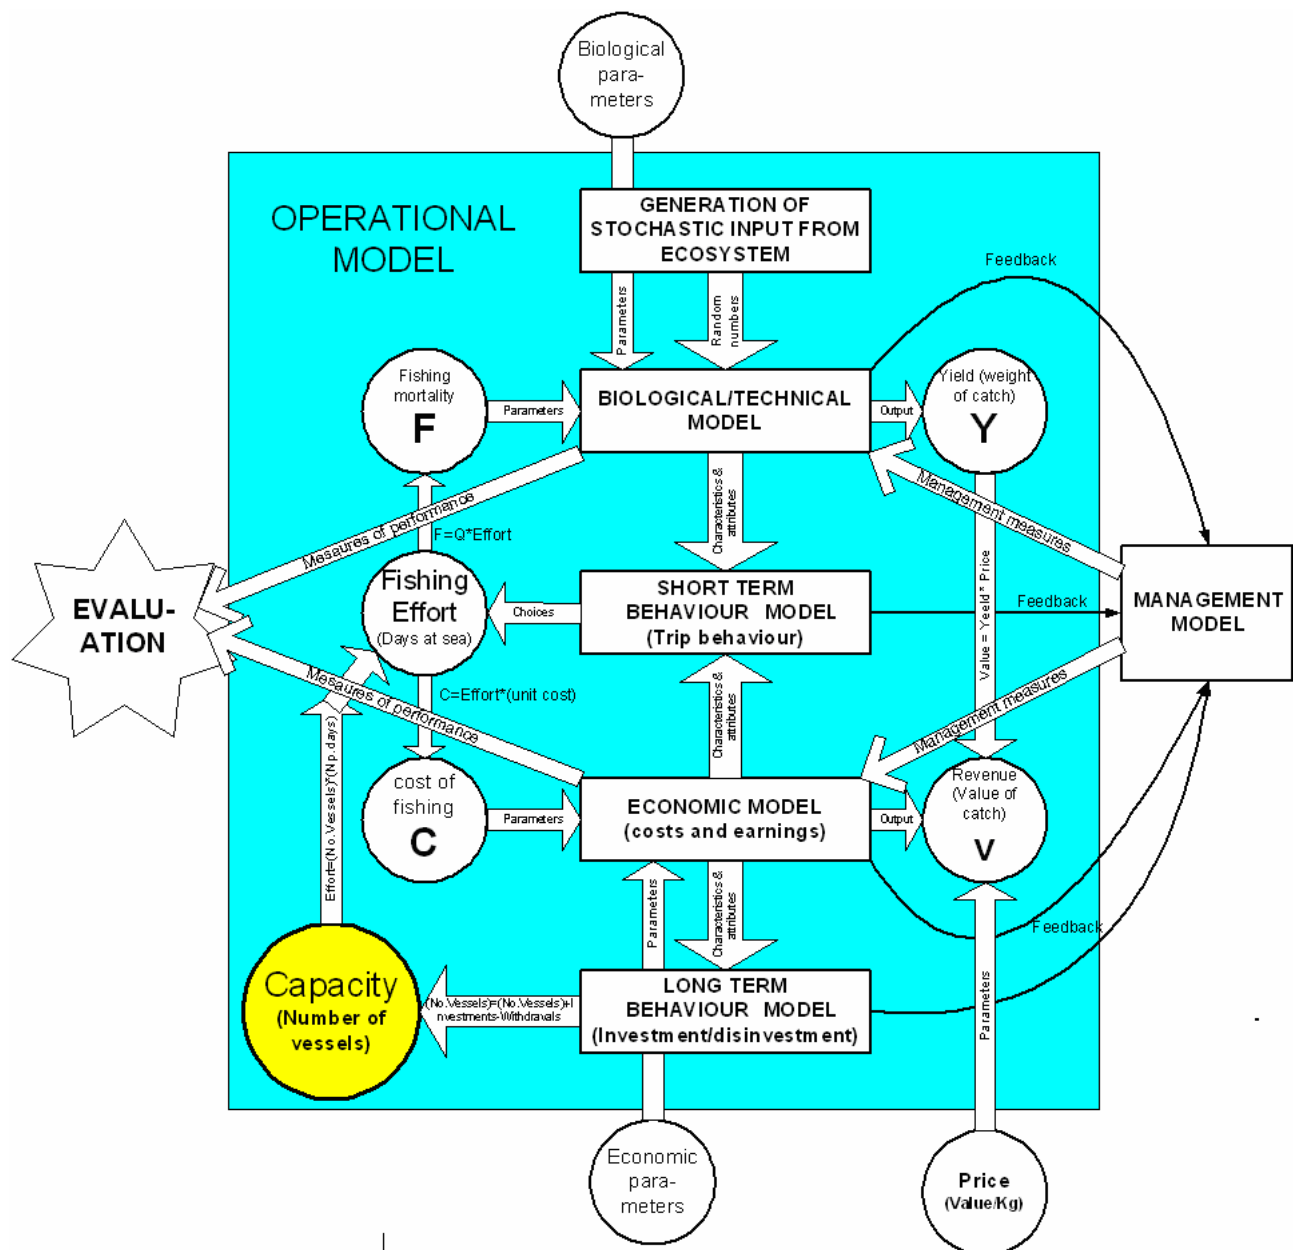 Biological
para-
meters
OPERATIONAL
MODEL
GENERATION OF
STOCHASTIC INPUT FROM
ECOSYSTEM
Feedback
Parameters
Random
numbers
Fishing
mortality
F
Parameters
BIOLOGICAL/TECHNICAL
MODEL
Output
Yield (weight
of catch)
Y
Mesaures of performance
F=Q*Effort
Characteristics &
attributes
Management measures
Value = Yeeld* Price
EVALU-
ATION
Fishing
Effort
(Days at sea)
Choices
SHORT TERM
BEHAVIOUR MODEL
(Trip behaviour)
Feedback
MANAGEMENT
MODEL
Mesaures of performance
C=Effort*(unit cost)
Characteristics &
attributes
Management measures
Effort=(No.Vessels)*(Np.days)
cost of
fishing
C
Parameters
ECONOMIC MODEL
(costs and earnings)
Output
Revenue
(Value of
catch)
V
Parameters
Characteristics &
attributes
Feedback
Capacity
(Number of
vessels)
(No.Vessels)=(No.Vessels)+I
nvestments-Withdravals
LONG TERM
BEHAVIOUR MODEL
(Investment/disinvestment)
Parameters
Economic
para-
meters
Price
(Value/Kg)